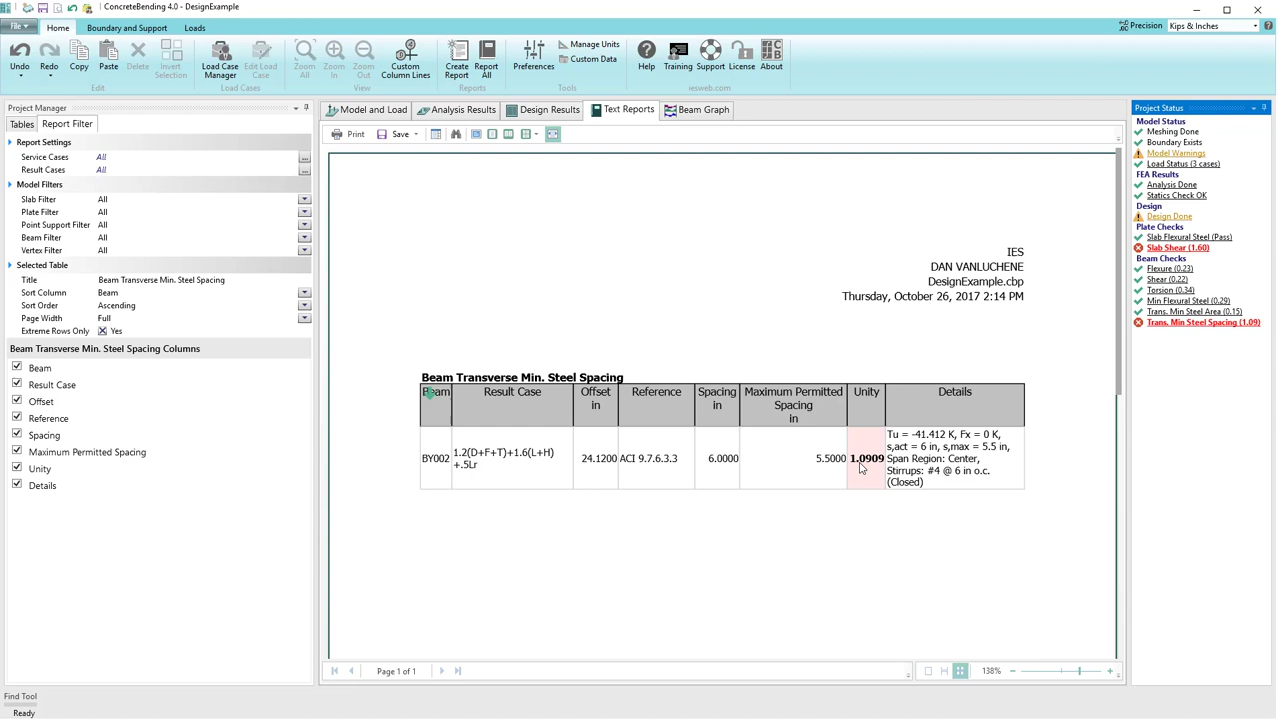 ConcreteBending 4.0 - DesignExample
File
Home
Boundary and Support
Loads
Precision
Kips & Inches
Undo
Redo
Copy
Paste
Delete
Invert Selection
Edit
Load Case Manager
Edit Load Case
Load Cases
Zoom All
Zoom In
Zoom Out
Custom Column Lines
View
Create Report
Report All
Reports
Preferences
Manage Units
Custom Data
Tools
Help
Training
Support
License
About
iesweb.com
Project Manager
Tables
Report Filter
Report Settings
Service Cases All ...
Result Cases All ...
Model Filters
Slab Filter All
Plate Filter All
Point Support Filter All
Beam Filter All
Vertex Filter All
Selected Table
Title Beam Transverse Min. Steel Spacing
Sort Column Beam
Sort Order Ascending
Page Width Full
Extreme Rows Only Yes
Beam Transverse Min. Steel Spacing Columns
Beam
Result Case
Offset
Reference
Spacing
Maximum Permitted Spacing
Unity
Details
Model and Load
Analysis Results
Design Results
Text Reports
Beam Graph
Print
Save
IES
DAN VANLUCHENE
DesignExample.cbp
Thursday, October 26, 2017 2:14 PM
Beam Transverse Min. Steel Spacing
Beam
Result Case
Offset
in
Reference
Spacing
in
Maximum Permitted
Spacing
in
Unity
Details
BY002
1.2(D+F+T)+1.6(L+H)
+.5Lr
24.1200
ACI 9.7.6.3.3
6.0000
5.5000
1.0909
Tu = -41.412 K, Fx = 0 K,
s,act = 6 in, s,max = 5.5 in,
Span Region: Center,
Stirrups: #4 @ 6 in o.c.
(Closed)
Page 1 of 1
138%
Project Status
Model Status
Meshing Done
Boundary Exists
Model Warnings
Load Status (3 cases)
FEA Results
Analysis Done
Statics Check OK
Design
Design Done
Plate Checks
Slab Flexural Steel (Pass)
Slab Shear (1.60)
Beam Checks
Flexure (0.23)
Shear (0.22)
Torsion (0.34)
Min Flexural Steel (0.29)
Trans. Min Steel Area (0.15)
Trans. Min Steel Spacing (1.09)
Find Tool
Ready